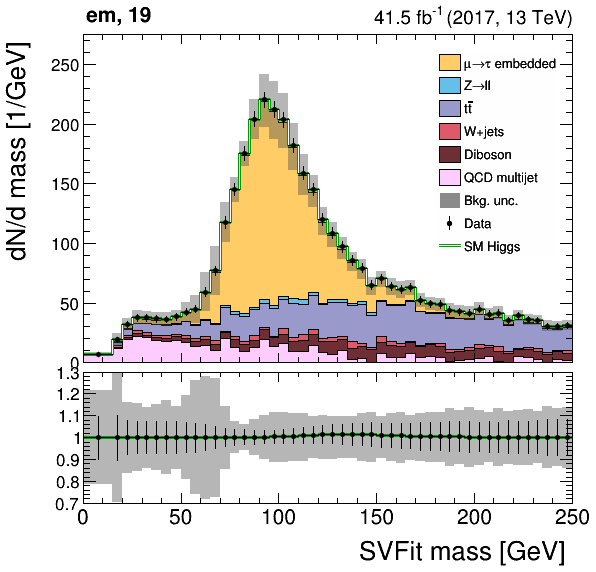 em, 19
41.5 fb⁻¹ (2017, 13 TeV)
dN/d mass [1/GeV]
250
200
150
100
50
0
μ→τ embedded
Z→ll
tt̄
W+jets
Diboson
QCD multijet
Bkg. unc.
Data
SM Higgs
1.3
1.2
1.1
1
0.9
0.8
0.7
0 50 100 150 200 250
SVFit mass [GeV]